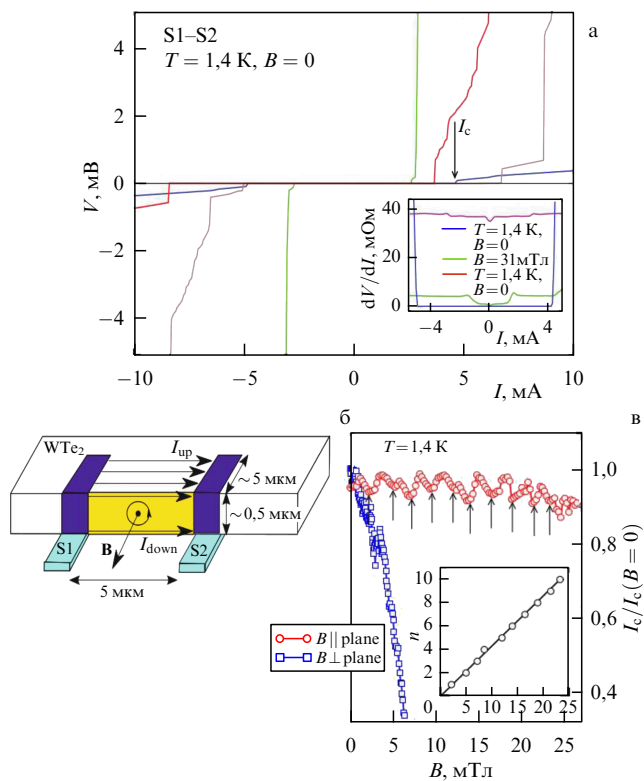 а
S1–S2
T = 1,4 К, B = 0
4
2
0
−2
−4
V, мВ
I_c
40
20
0
dV/dI, мОм
T = 1,4 К,
B = 0
B = 31мТл
T = 1,4 К,
B = 0
−4
0
4
I, мА
−10
−5
0
5
10
I, мА
б
WTe₂
I_up
~5 мкм
~0,5 мкм
S1
B
I_down
S2
5 мкм
в
T = 1,4 К
1,0
0,8
0,6
0,4
I_c/I_c(B = 0)
B || plane
B ⊥ plane
10
8
6
4
2
0
n
0
5
10
15
20
25
0
5
10
15
20
25
B, мТл